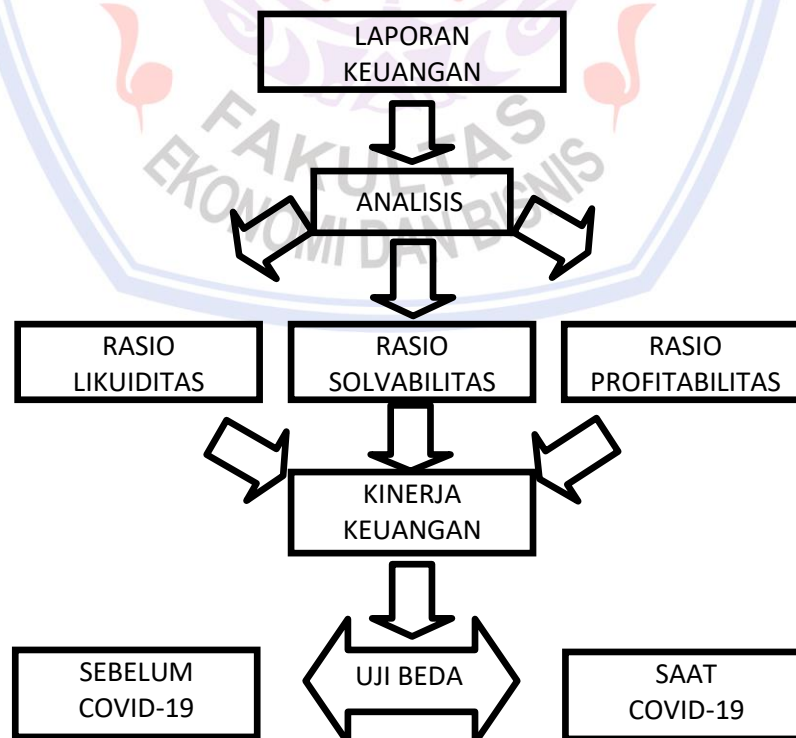 LAPORAN
KEUANGAN
FAKULTAS
EKONOMI DAN BISNIS
ANALISIS
RASIO
LIKUIDITAS
RASIO
SOLVABILITAS
RASIO
PROFITABILITAS
KINERJA
KEUANGAN
SEBELUM
COVID-19
UJI BEDA
SAAT
COVID-19